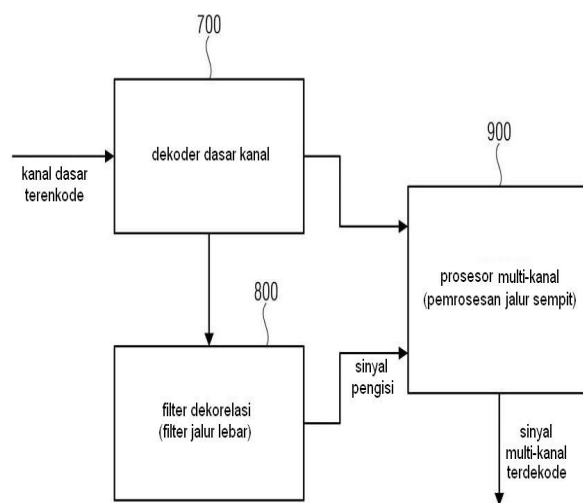 700
dekoder dasar kanal
kanal dasar
terenkode
900
prosesor multi-kanal
(pemrosesan jalur sempit)
800
filter dekorelasi
(filter jalur lebar)
sinyal
pengisi
sinyal
multi-kanal
terdekode